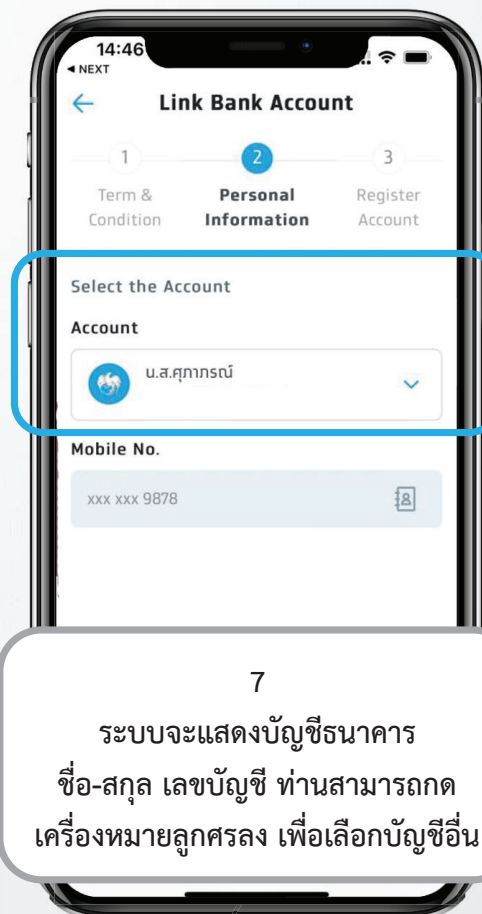 14:46
◀ NEXT
Link Bank Account
1
2
3
Term &
Condition
Personal
Information
Register
Account
Select the Account
Account
น.ส.ศุภาภรณ์
Mobile No.
xxx xxx 9878
7
ระบบจะแสดงบัญชีธนาคาร
ชื่อ-สกุล เลขบัญชี ท่านสามารถกด
เครื่องหมายลูกศรลง เพื่อเลือกบัญชีอื่น